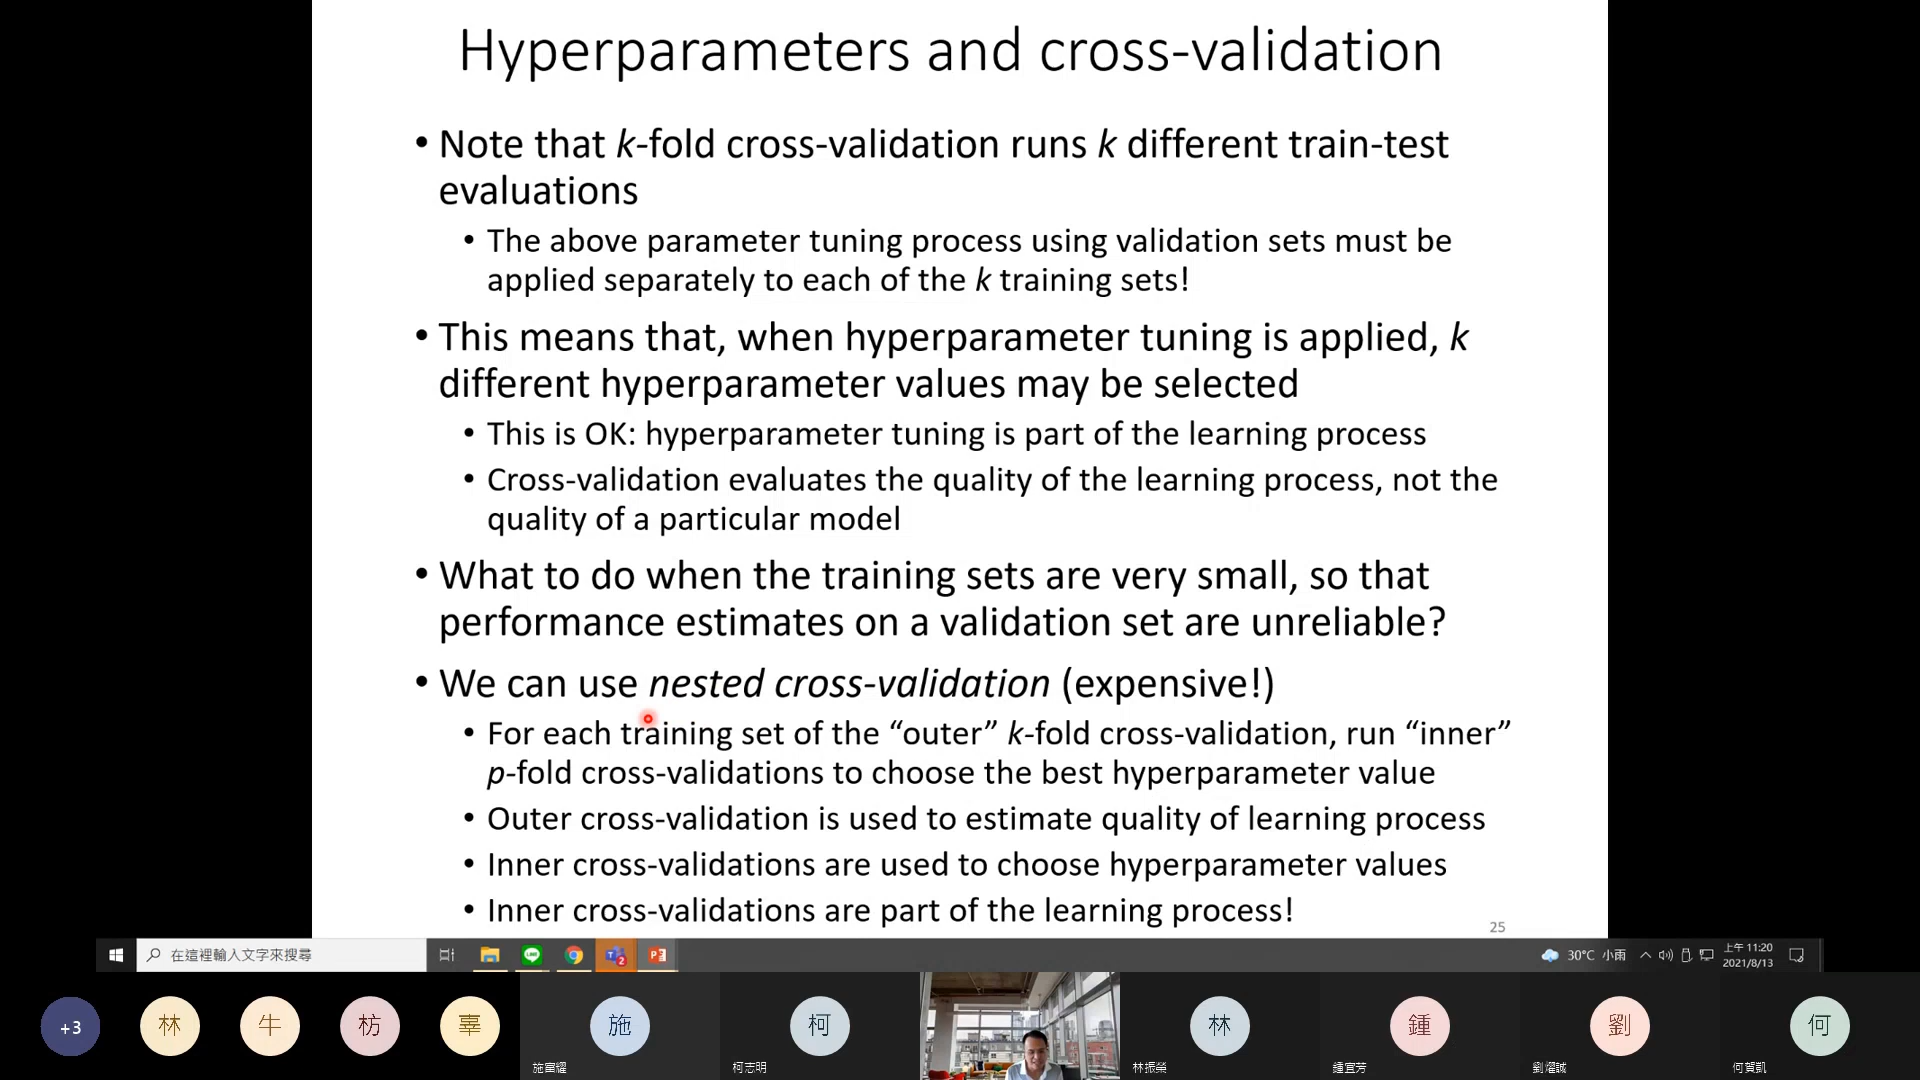 Hyperparameters and cross-validation
• Note that k-fold cross-validation runs k different train-test
evaluations
• The above parameter tuning process using validation sets must be
applied separately to each of the k training sets!
• This means that, when hyperparameter tuning is applied, k
different hyperparameter values may be selected
• This is OK: hyperparameter tuning is part of the learning process
• Cross-validation evaluates the quality of the learning process, not the
quality of a particular model
• What to do when the training sets are very small, so that
performance estimates on a validation set are unreliable?
• We can use nested cross-validation (expensive!)
• For each training set of the “outer” k-fold cross-validation, run “inner”
p-fold cross-validations to choose the best hyperparameter value
• Outer cross-validation is used to estimate quality of learning process
• Inner cross-validations are used to choose hyperparameter values
• Inner cross-validations are part of the learning process!
25
在這裡輸入文字來搜尋
30°C 小雨
上午 11:20
2021/8/13
+3
林
牛
枋
辜
施
柯
林
鍾
劉
何
柯志明
林振榮
鍾宜芳
劉燿誠
何賀凱